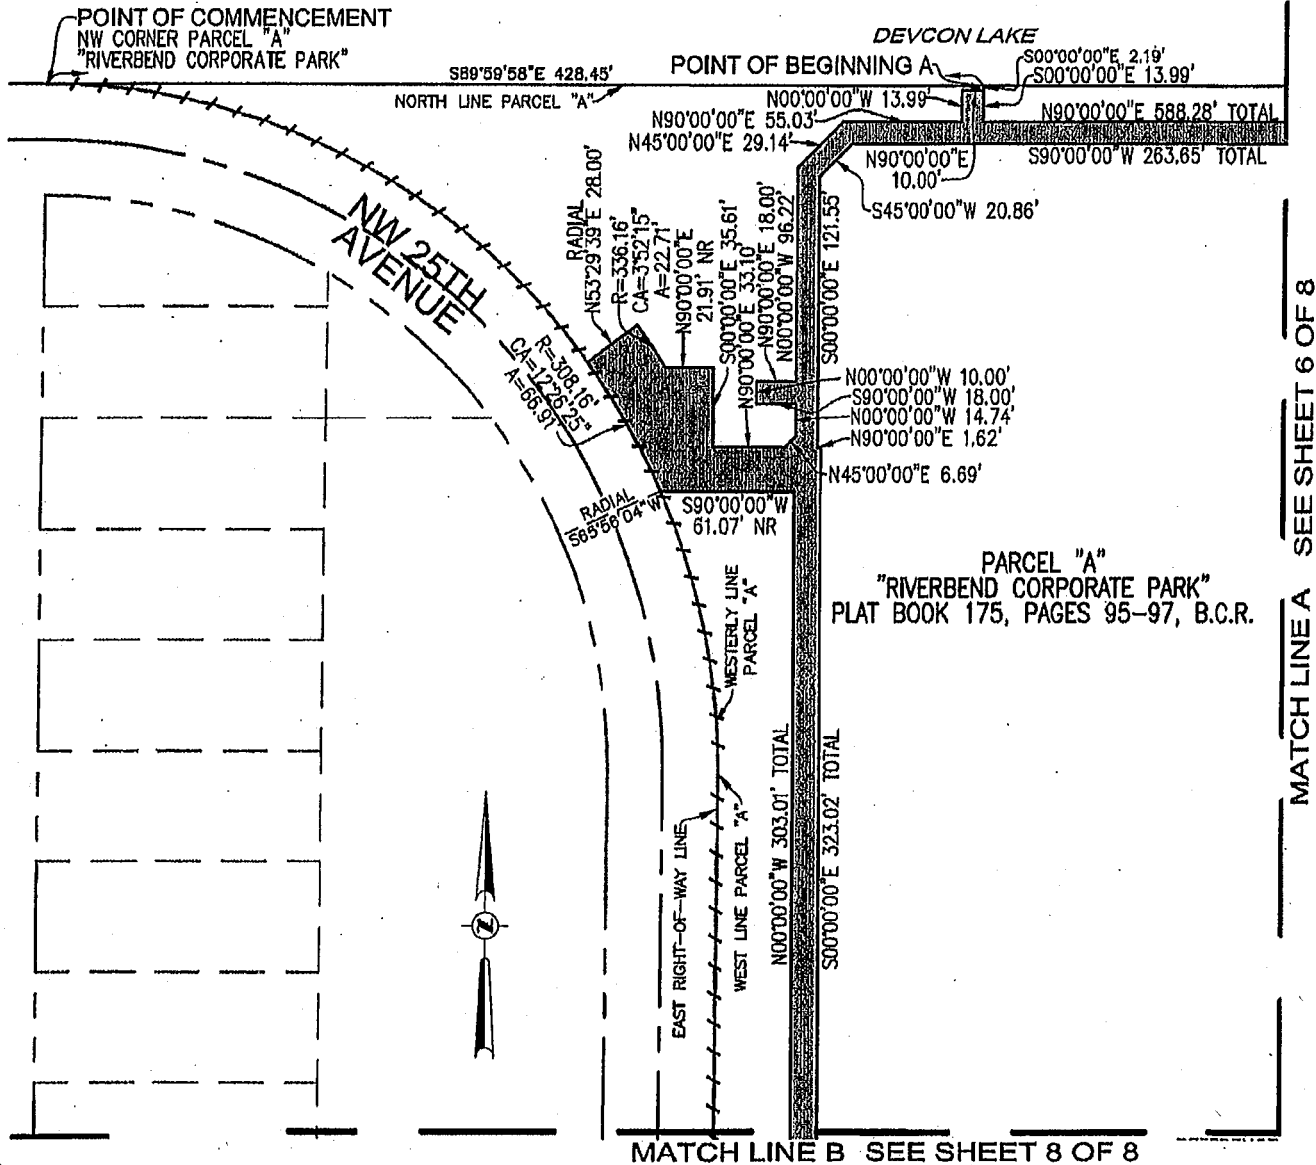 POINT OF COMMENCEMENT
NW CORNER PARCEL "A"
"RIVERBEND CORPORATE PARK"
S89°59'58"E 428.45'
NORTH LINE PARCEL "A"
DEVCON LAKE
POINT OF BEGINNING A
S00°00'00"E 2.19'
S00°00'00"E 13.99'
N00°00'00"W 13.99'
N90°00'00"E 588.28' TOTAL
N90°00'00"E 55.03'
N45°00'00"E 29.14'
N90°00'00"E
10.00'
S90°00'00"W 263.65' TOTAL
S45°00'00"W 20.86'
NW 25TH
AVENUE
RADIAL
N53°29'39"E 28.00'
R=336.16'
CA=3°52'15"
A=22.71'
N90°00'00"E
21.91' NR
S00°00'00"E 35.61'
N90°00'00"E 33.10'
N90°00'00"E 18.00'
N00°00'00"W 96.22'
S00°00'00"E 121.55'
R=308.16'
CA=12°26'25"
A=66.91'
N00°00'00"W 10.00'
S90°00'00"W 18.00'
N00°00'00"W 14.74'
N90°00'00"E 1.62'
N45°00'00"E 6.69'
RADIAL
S65°56'04"W
S90°00'00"W
61.07' NR
PARCEL "A"
"RIVERBEND CORPORATE PARK"
PLAT BOOK 175, PAGES 95-97, B.C.R.
WESTERLY LINE
PARCEL "A"
EAST RIGHT-OF-WAY LINE
WEST LINE PARCEL "A"
N00°00'00"W 303.01' TOTAL
S00°00'00"E 323.02' TOTAL
Z
MATCH LINE A SEE SHEET 6 OF 8
MATCH LINE B SEE SHEET 8 OF 8